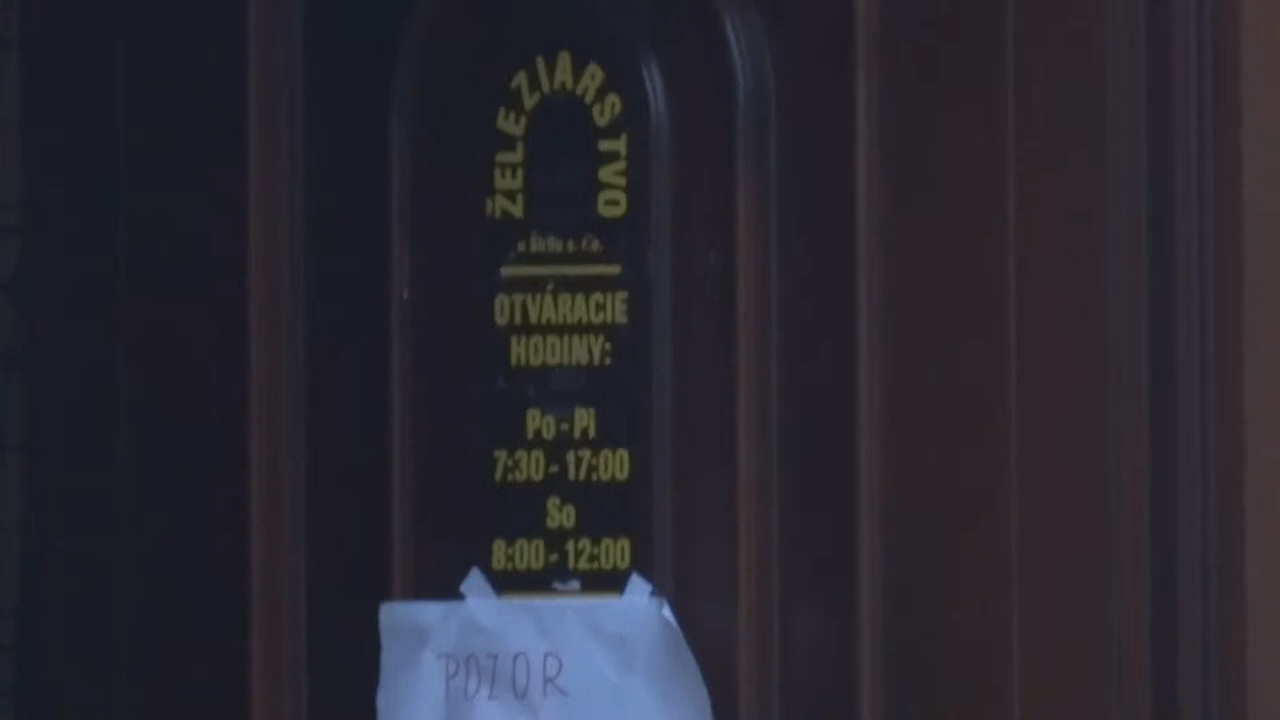 ŽELEZIARSTVO
OTVÁRACIE
HODINY:
Po-Pi
7:30-17:00
So
8:00-12:00
POZOR